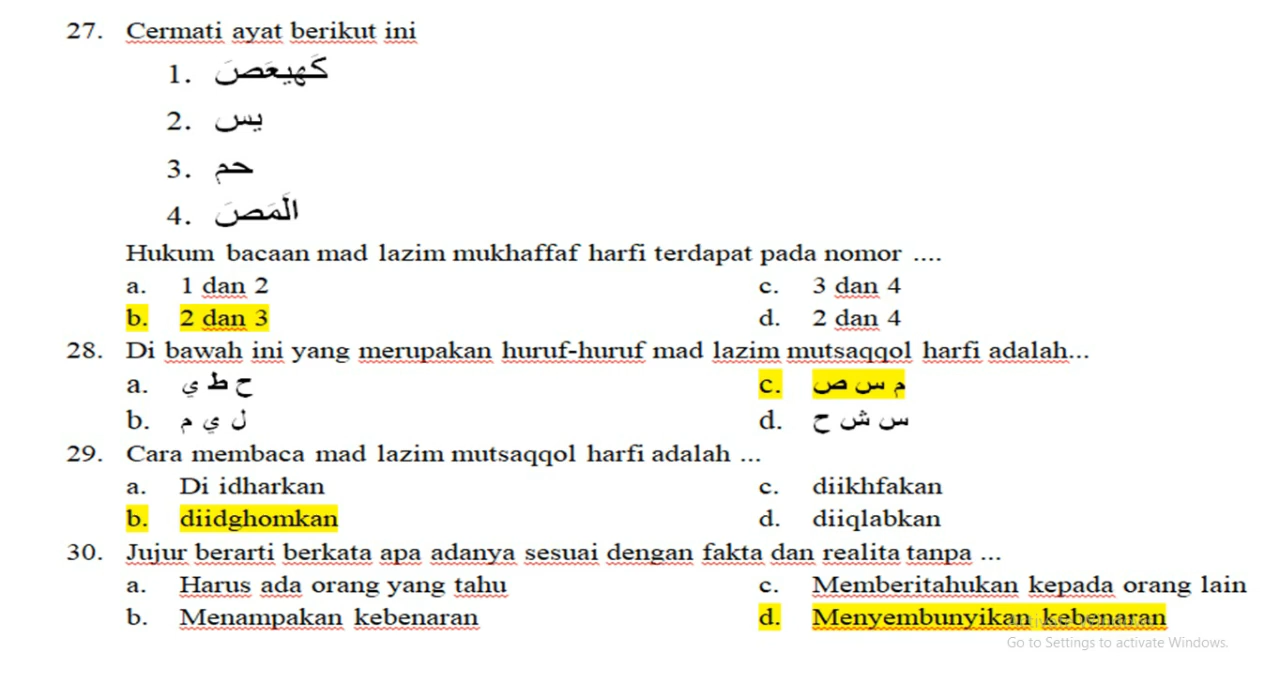 27. Cermati ayat berikut ini
1. كَهيعَصَ
2. يس
3. حم
4. الَمَصَ
Hukum bacaan mad lazim mukhaffaf harfi terdapat pada nomor ....
a. 1 dan 2 c. 3 dan 4
b. 2 dan 3 d. 2 dan 4
28. Di bawah ini yang merupakan huruf-huruf mad lazim mutsaqqol harfi adalah...
a. ح ط ي c. م س ص
b. ل ي م d. س ش ح
29. Cara membaca mad lazim mutsaqqol harfi adalah ...
a. Di idharkan c. diikhfakan
b. diidghomkan d. diiqlabkan
30. Jujur berarti berkata apa adanya sesuai dengan fakta dan realita tanpa ...
a. Harus ada orang yang tahu c. Memberitahukan kepada orang lain
b. Menampakan kebenaran d. Menyembunyikan kebenaran
Activate Windows
Go to Settings to activate Windows.